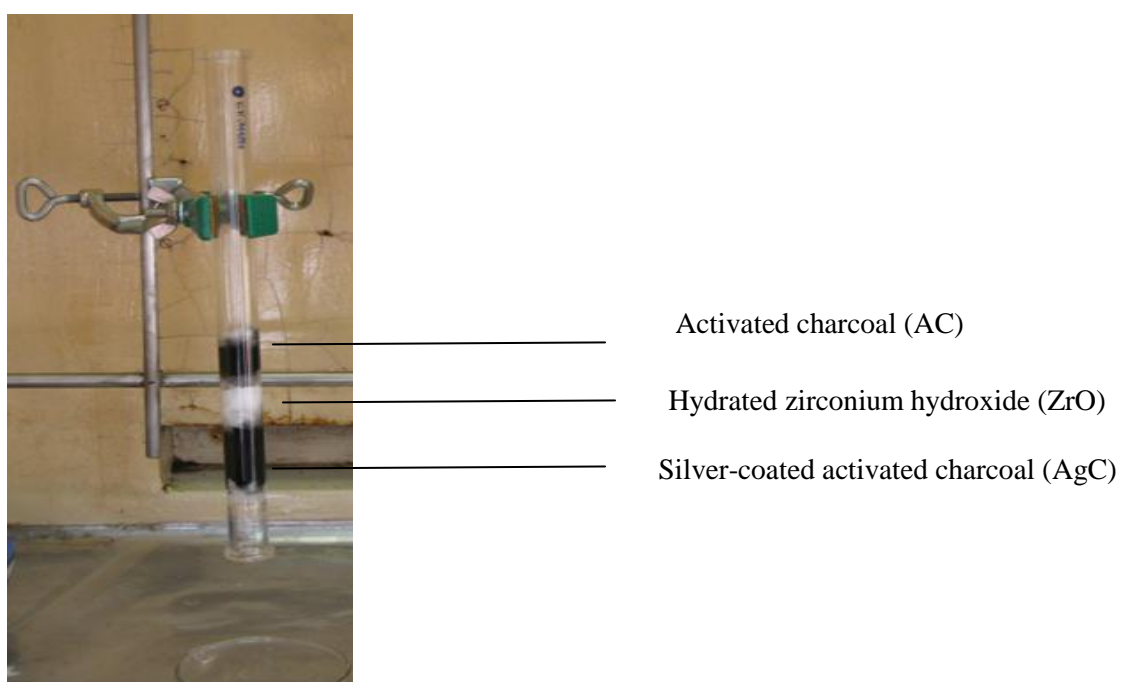 Activated charcoal (AC)
Hydrated zirconium hydroxide (ZrO)
Silver-coated activated charcoal (AgC)